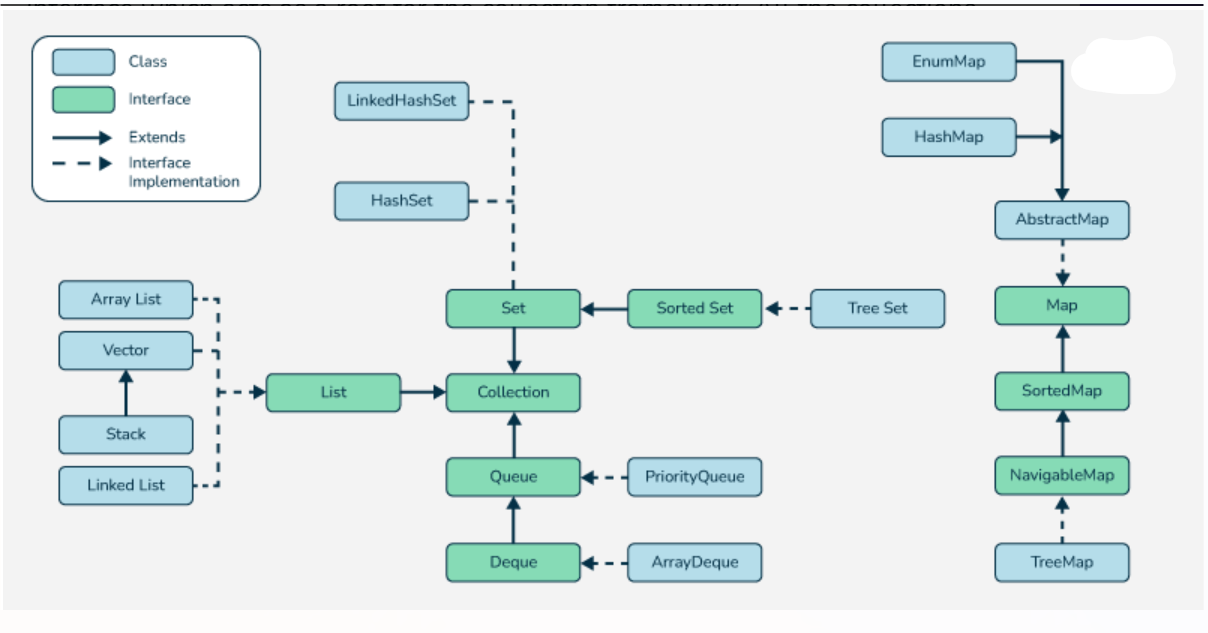 Class
Interface
Extends
Interface
Implementation
LinkedHashSet
HashSet
EnumMap
HashMap
AbstractMap
Array List
Vector
Stack
Linked List
List
Set
Sorted Set
Tree Set
Collection
Queue
PriorityQueue
Deque
ArrayDeque
Map
SortedMap
NavigableMap
TreeMap